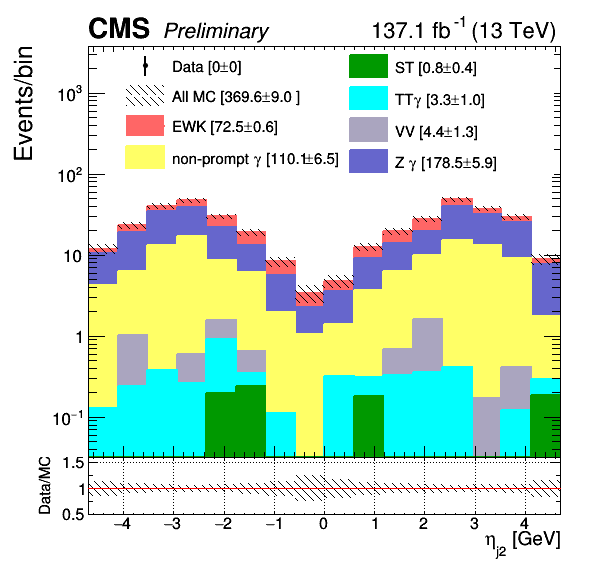 CMS Preliminary 137.1 fb⁻¹ (13 TeV)
Events/bin
Data [0±0]
All MC [369.6±9.0 ]
EWK [72.5±0.6]
non-prompt γ [110.1±6.5]
ST [0.8±0.4]
TTγ [3.3±1.0]
VV [4.4±1.3]
Z γ [178.5±5.9]
10³
10²
10
1
10⁻¹
Data/MC
1.5
1
0.5
−4 −3 −2 −1 0 1 2 3 4
η_j2 [GeV]